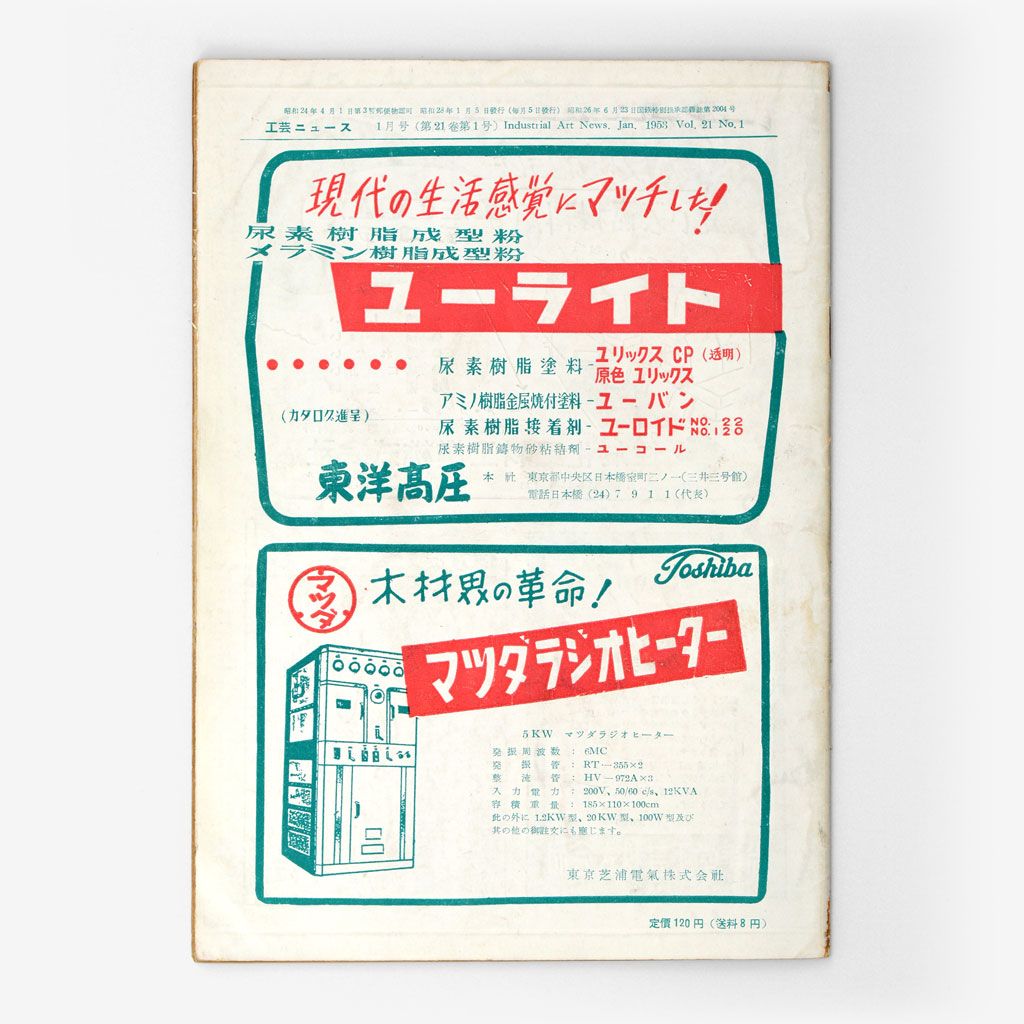 昭和24年4月1日第3種郵便物認可 昭和28年1月5日發行(毎月5日發行) 昭和26年6月23日国鉄特別扱承認雜誌第2004号
工芸ニュース 1月号(第21巻第1号) Industrial Art News. Jan. 1953 Vol. 21 No.1
現代の生活感覚にマッチした!
尿素樹脂成型粉
メラミン樹脂成型粉
ユーライト
尿素樹脂塗料-ユリックス CP(透明)
原色 ユリックス
アミノ樹脂金属焼付塗料-ユーバン
(カタログ進呈)
尿素樹脂接着剤-ユーロイド NO. 22
NO. 120
尿素樹脂鋳物砂粘結剤-ユーコール
東洋高圧
本社 東京都中央区日本橋室町二ノ一(三井三号館)
電話日本橋(24)7911(代表)
Toshiba
マツダ
木材界の革命!
マツダラジオヒーター
5KW マツダラジオヒーター
発振周波数:6MC
発振管:RT—355×2
整流管:HV—972A×3
入力電力:200V、50/60 c/s、12KVA
容積重量:185×110×100cm
此の外に 1.2KW型、20KW型、100W型及び
其の他の御註文にも應じます。
東京芝浦電氣株式会社
定價120円(送料8円)